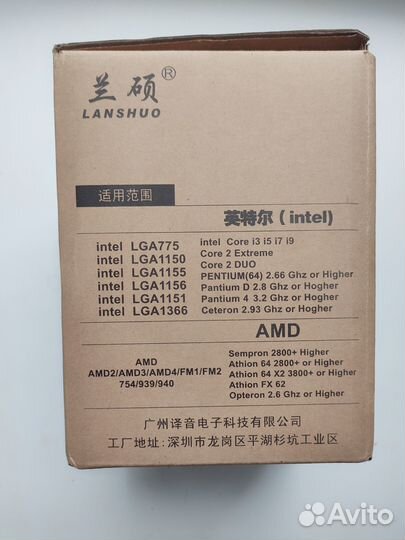 兰硕®
LANSHUO
适用范围
英特尔（intel)
intel LGA775
intel LGA1150
intel LGA1155
intel LGA1156
intel LGA1151
intel LGA1366
intel Core i3 i5 i7 i9
Core 2 Extreme
Core 2 DUO
PENTIUM(64) 2.66 Ghz or Higher
Pantium D 2.8 Ghz or Hogher
Pantium 4 3.2 Ghz or Hogher
Ceteron 2.93 Ghz or Hogher
AMD
AMD
AMD2/AMD3/AMD4/FM1/FM2
754/939/940
Sempron 2800+ Higher
Athion 64 2800+ or Higher
Athion 64 X2 3800+ or Higher
Athion FX 62
Opteron 2.6 Ghz or Higher
广州译音电子科技有限公司
工厂地址:深圳市龙岗区平湖杉坑工业区
Avito